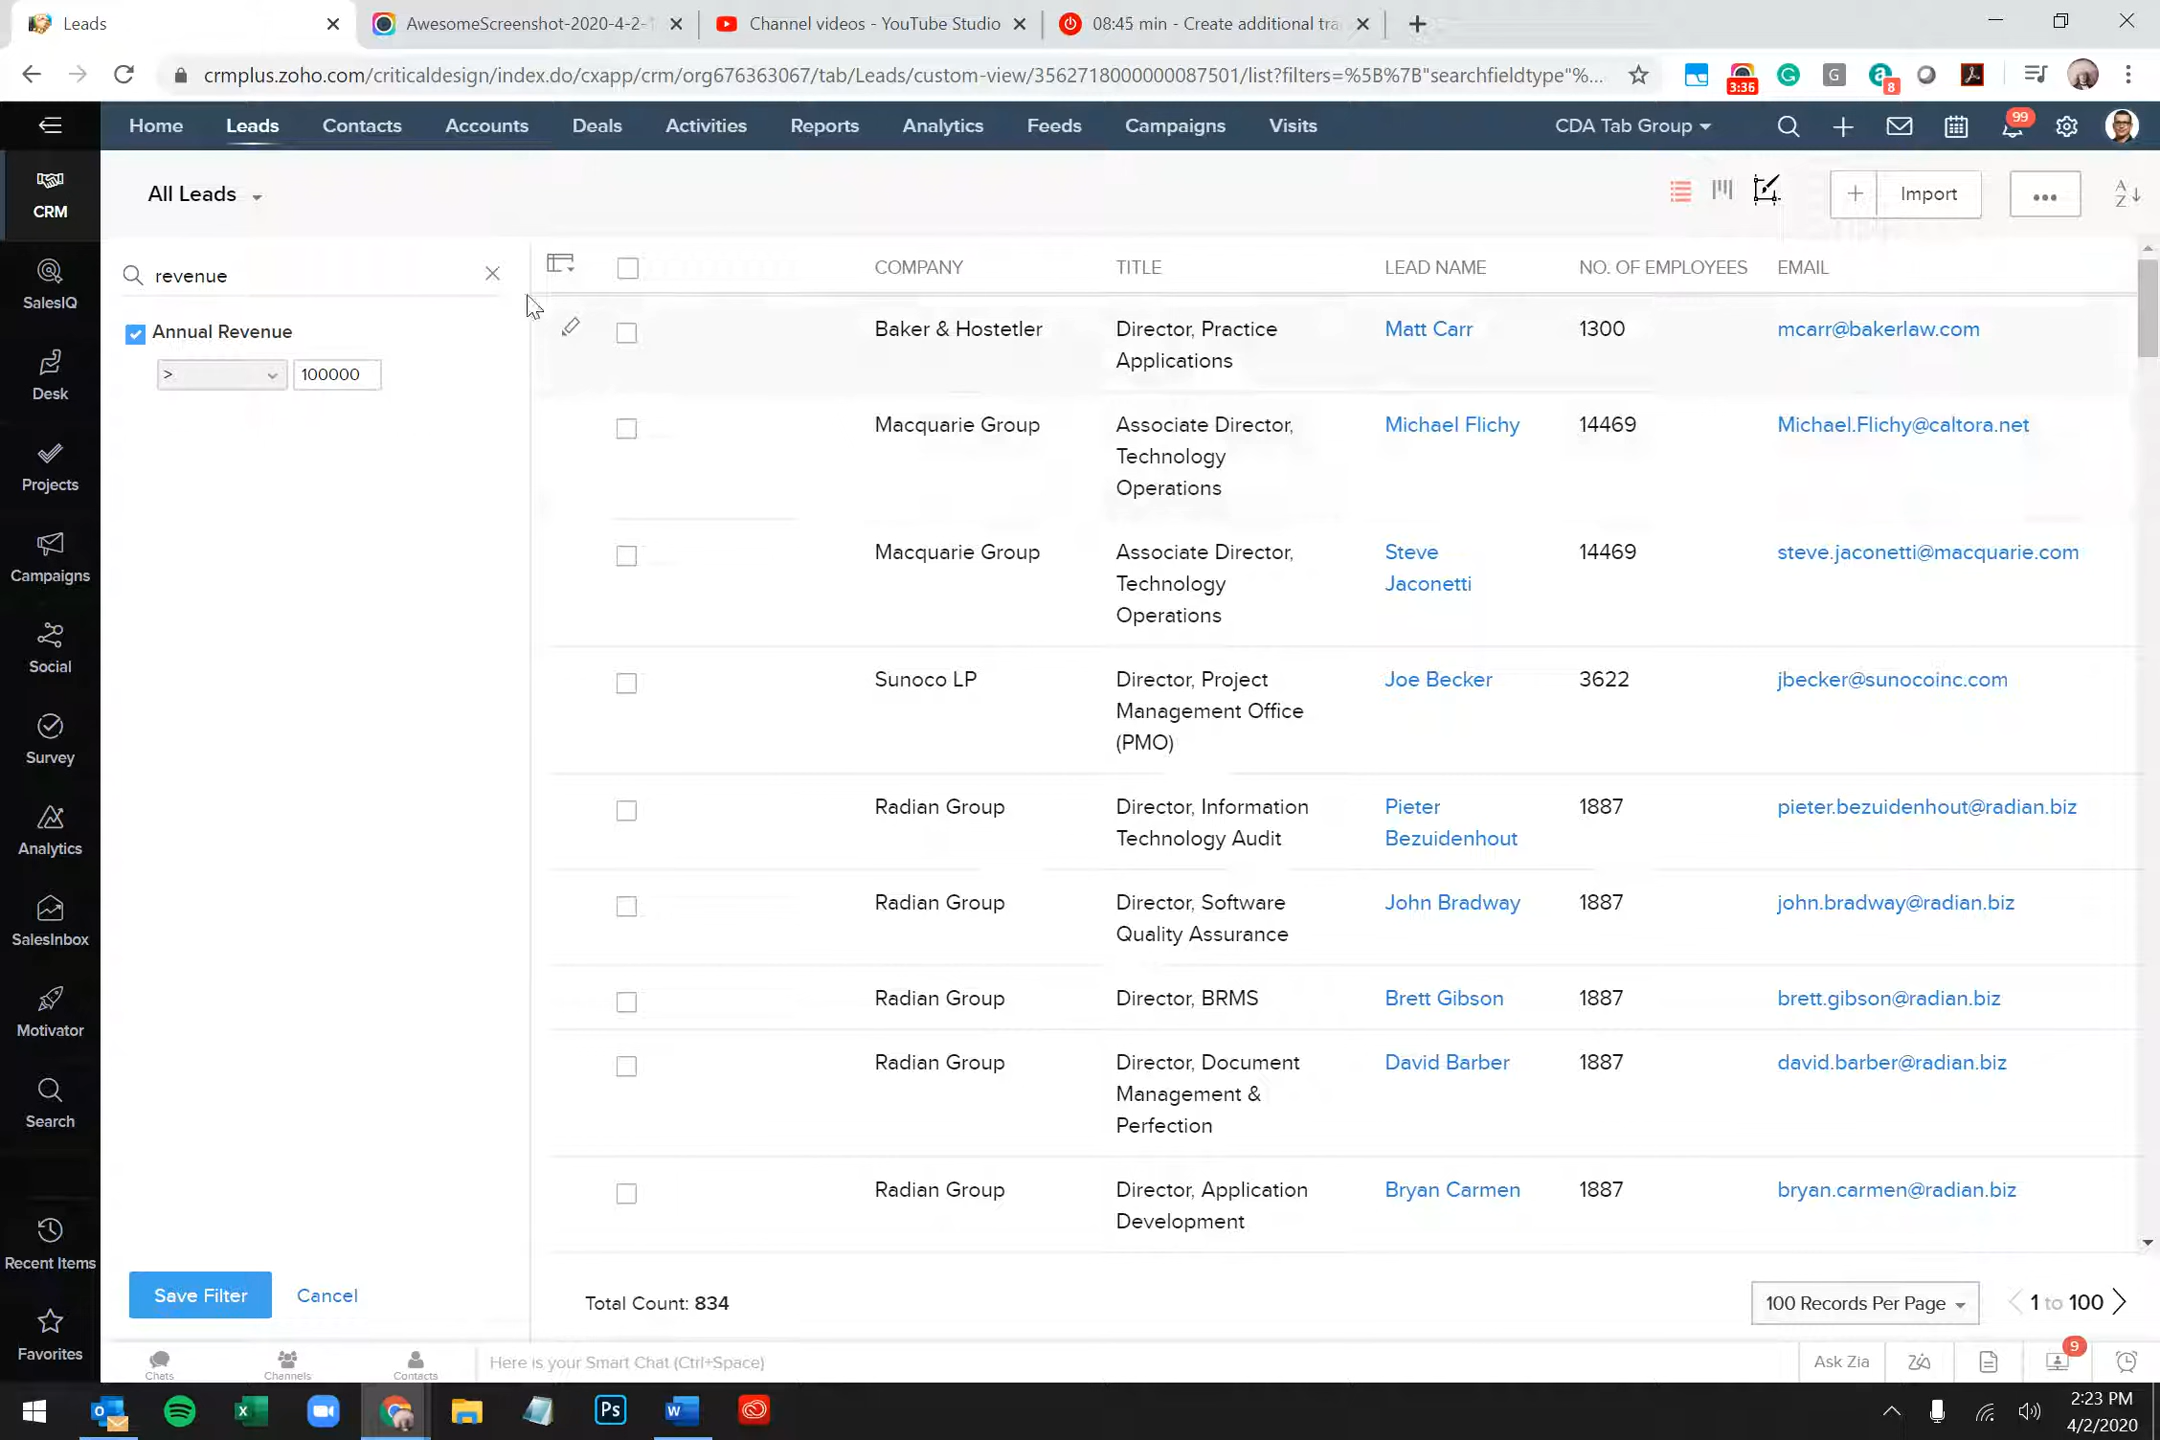 Leads
AwesomeScreenshot-2020-4-2-1
Channel videos - YouTube Studio
08:45 min - Create additional tra
crmplus.zoho.com/criticaldesign/index.do/cxapp/crm/org676363067/tab/Leads/custom-view/3562718000000087501/list?filters=%5B%7B"searchfieldtype"%...
3:36
G
8
Home
Leads
Contacts
Accounts
Deals
Activities
Reports
Analytics
Feeds
Campaigns
Visits
CDA Tab Group
99
CRM
SalesIQ
Desk
Projects
Campaigns
Social
Survey
Analytics
SalesInbox
Motivator
Search
Recent Items
Favorites
All Leads
Import
revenue
Annual Revenue
> 100000
COMPANY TITLE LEAD NAME NO. OF EMPLOYEES EMAIL
Baker & Hostetler Director, Practice Matt Carr 1300 mcarr@bakerlaw.com
Applications
Macquarie Group Associate Director, Michael Flichy 14469 Michael.Flichy@caltora.net
Technology
Operations
Macquarie Group Associate Director, Steve 14469 steve.jaconetti@macquarie.com
Technology Jaconetti
Operations
Sunoco LP Director, Project Joe Becker 3622 jbecker@sunocoinc.com
Management Office
(PMO)
Radian Group Director, Information Pieter 1887 pieter.bezuidenhout@radian.biz
Technology Audit Bezuidenhout
Radian Group Director, Software John Bradway 1887 john.bradway@radian.biz
Quality Assurance
Radian Group Director, BRMS Brett Gibson 1887 brett.gibson@radian.biz
Radian Group Director, Document David Barber 1887 david.barber@radian.biz
Management &
Perfection
Radian Group Director, Application Bryan Carmen 1887 bryan.carmen@radian.biz
Development
Save Filter
Cancel
Total Count: 834
100 Records Per Page
1 to 100
Chats
Channels
Contacts
Here is your Smart Chat (Ctrl+Space)
Ask Zia
9
Ps
2:23 PM
4/2/2020